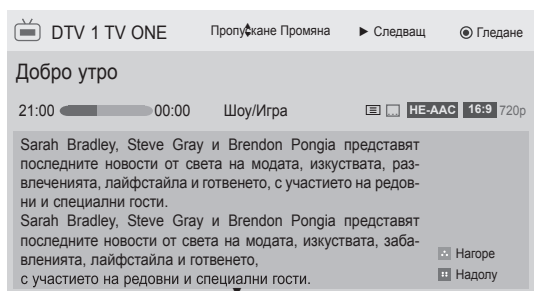 DTV 1 TV ONE Пропускане Промяна Следващ Гледане
Добро утро
21:00 00:00 Шоу/Игра HE-AAC 16:9 720p
Sarah Bradley, Steve Gray и Brendon Pongia представят
последните новости от света на модата, изкуствата, раз-
влеченията, лайфстайла и готвенето, с участието на редов-
ни и специални гости.
Sarah Bradley, Steve Gray и Brendon Pongia представят
последните новости от света на модата, изкуствата, заба-
вленията, лайфстайла и готвенето,
с участието на редовни и специални гости.
Нагоре
Надолу